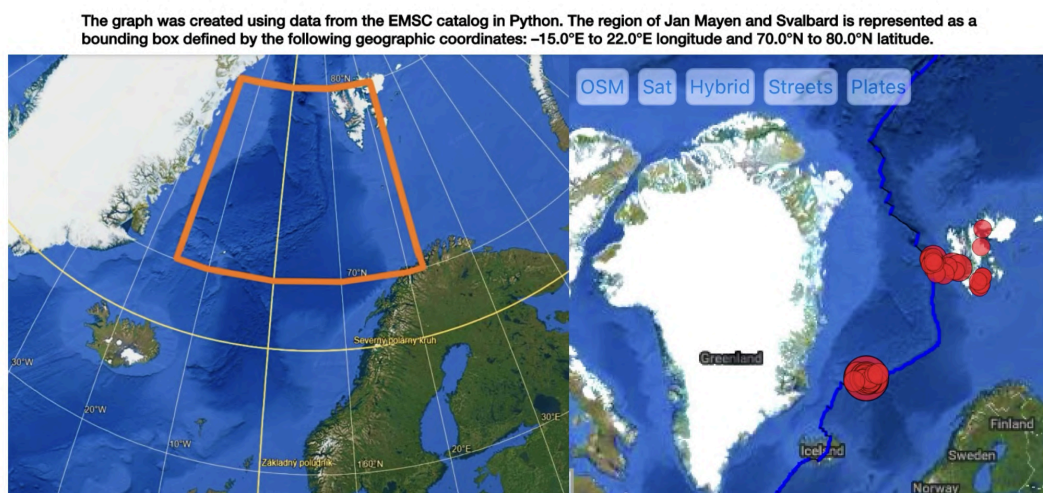 The graph was created using data from the EMSC catalog in Python. The region of Jan Mayen and Svalbard is represented as a
bounding box defined by the following geographic coordinates: –15.0°E to 22.0°E longitude and 70.0°N to 80.0°N latitude.
80°N
70°N
Severný polárny kruh
30°W
20°W
10°W
Základný poludník
60°N
20°E
30°E
OSM Sat Hybrid Streets Plates
Greenland
Iceland
Finland
Sweden
Norway